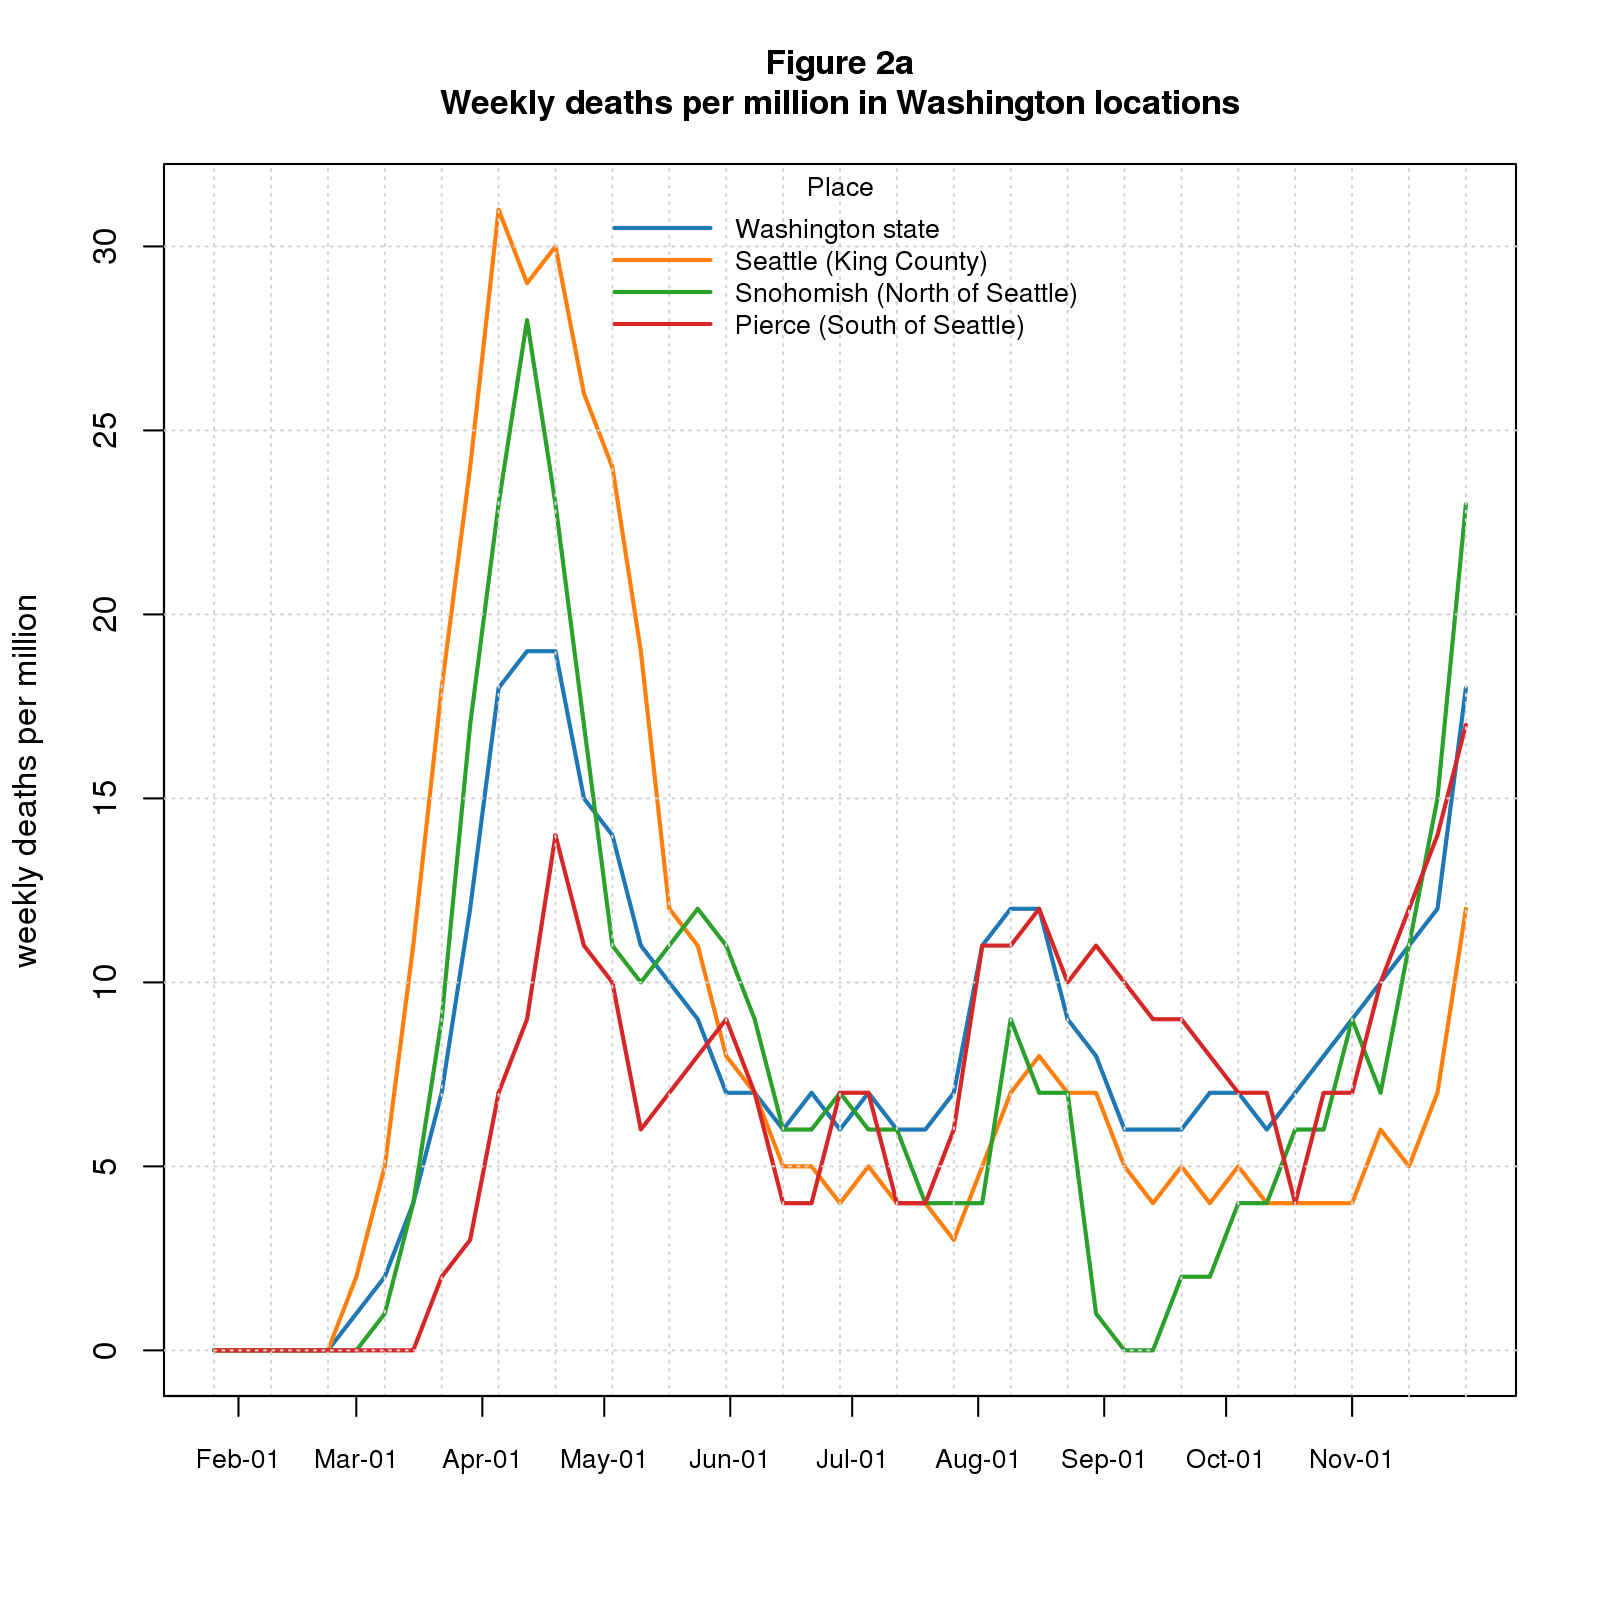 Figure 2a
Weekly deaths per million in Washington locations
Place
Washington state
Seattle (King County)
Snohomish (North of Seattle)
Pierce (South of Seattle)
weekly deaths per million
30
25
20
15
10
5
0
Feb-01 Mar-01 Apr-01 May-01 Jun-01 Jul-01 Aug-01 Sep-01 Oct-01 Nov-01